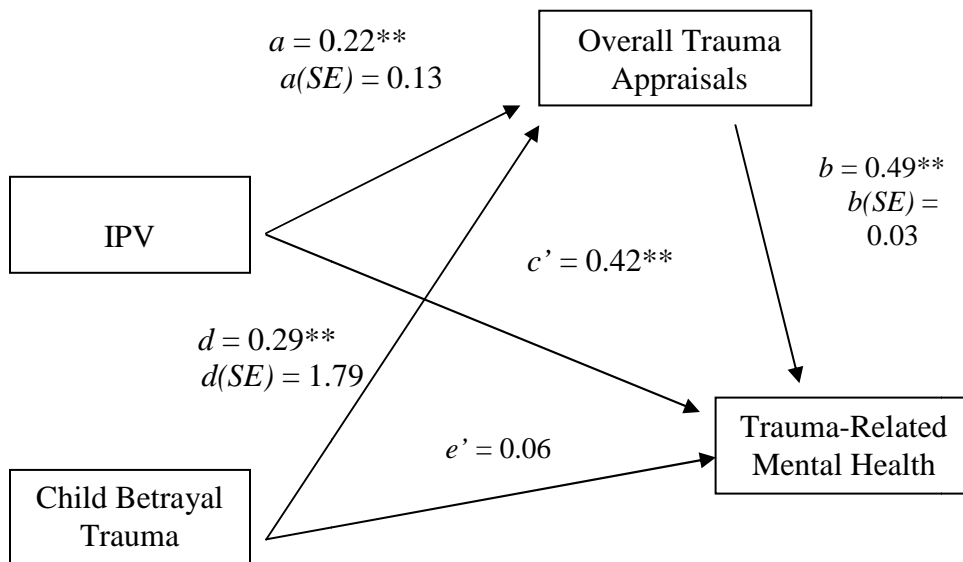 a = 0.22**
a(SE) = 0.13
Overall Trauma
Appraisals
b = 0.49**
b(SE) =
0.03
IPV
c’ = 0.42**
d = 0.29**
d(SE) = 1.79
e’ = 0.06
Trauma-Related
Mental Health
Child Betrayal
Trauma